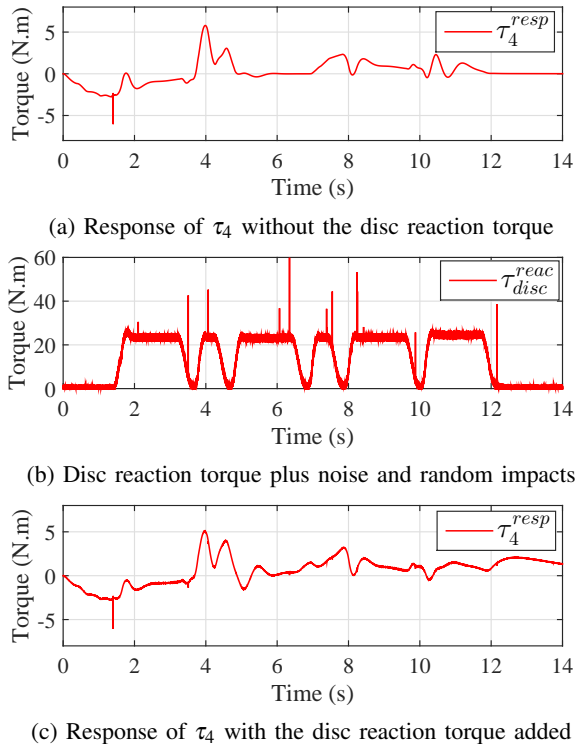 Torque (N.m)
5
0
-5
τ₄ʳᵉˢᵖ
0 2 4 6 8 10 12 14
Time (s)
(a) Response of τ₄ without the disc reaction torque
Torque (N.m)
60
40
20
0
τ_disc^reac
0 2 4 6 8 10 12 14
Time (s)
(b) Disc reaction torque plus noise and random impacts
Torque (N.m)
5
0
-5
τ₄ʳᵉˢᵖ
0 2 4 6 8 10 12 14
Time (s)
(c) Response of τ₄ with the disc reaction torque added